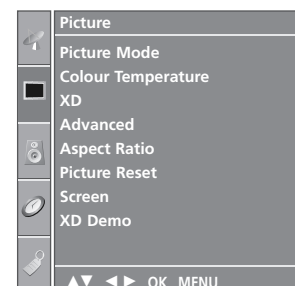 Picture
Picture Mode
Colour Temperature
XD
Advanced
Aspect Ratio
Picture Reset
Screen
XD Demo
▲▼ ◄► OK MENU